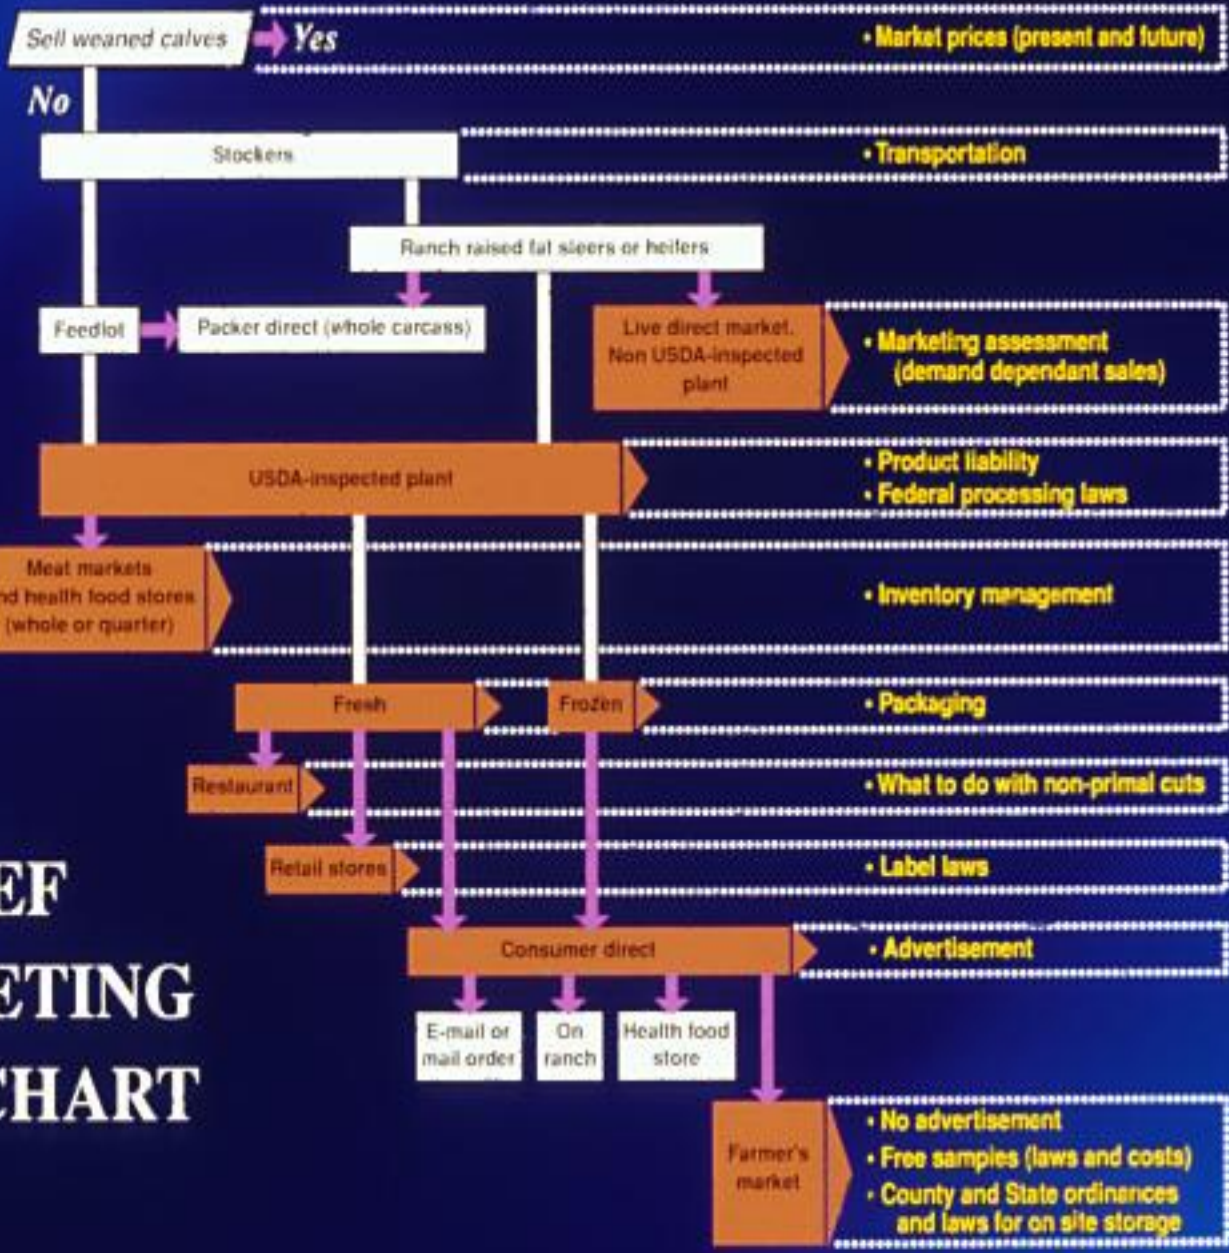 Sell weaned calves
Yes
• Market prices (present and future)
No
Stockers
• Transportation
Ranch raised fat steers or heifers
Feedlot
Packer direct (whole carcass)
Live direct market.
Non USDA-inspected
plant
• Marketing assessment
(demand dependant sales)
USDA-inspected plant
• Product liability
• Federal processing laws
Meat markets
nd health food stores
(whole or quarter)
• Inventory management
Fresh
Frozen
• Packaging
Restaurant
• What to do with non-primal cuts
Retail stores
• Label laws
EF
ETING
CHART
Consumer direct
• Advertisement
E-mail or
mail order
On
ranch
Health food
store
Farmer's
market
• No advertisement
• Free samples (laws and costs)
• County and State ordinances
and laws for on site storage